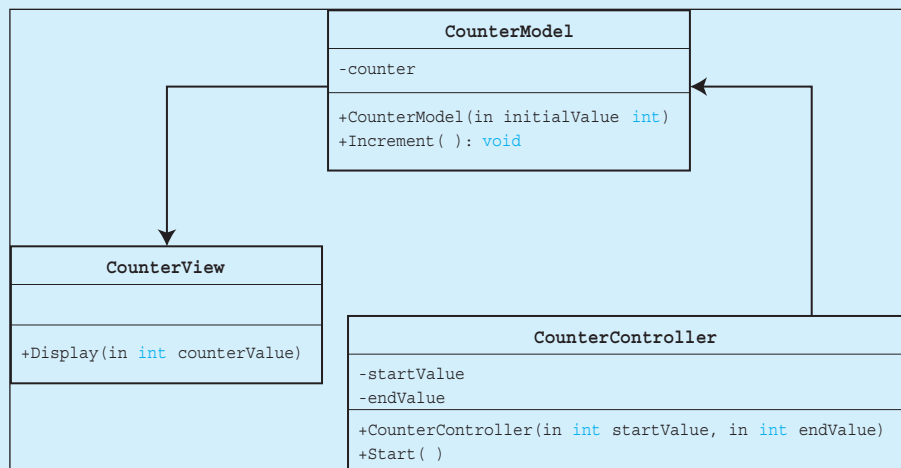 CounterModel
-counter
+CounterModel(in initialValue int)
+Increment( ): void
CounterView
+Display(in int counterValue)
CounterController
-startValue
-endValue
+CounterController(in int startValue, in int endValue)
+Start( )